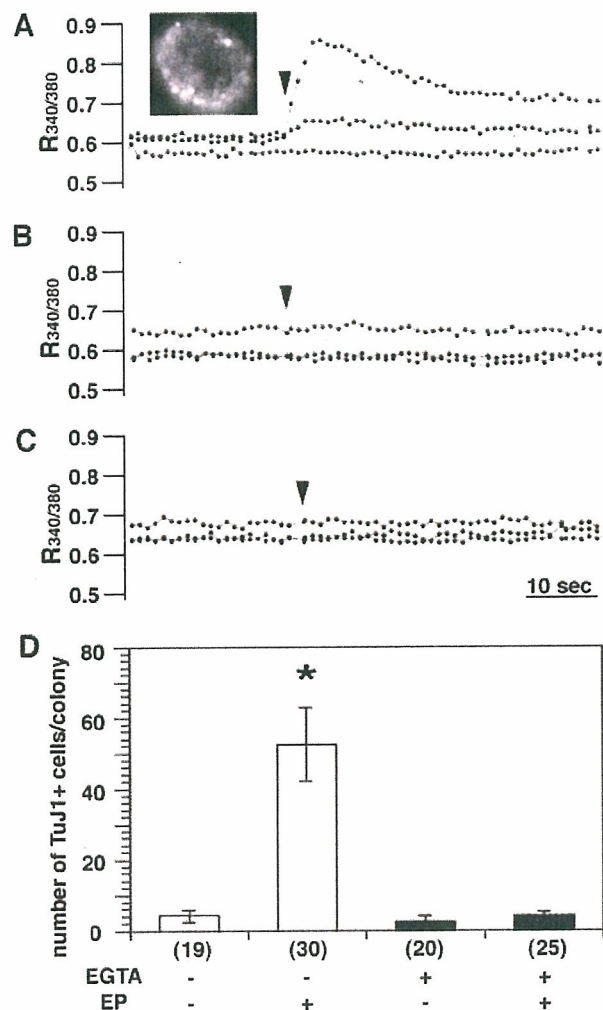 A
0.9
0.8
0.7
0.6
0.5
R340/380
B
0.9
0.8
0.7
0.6
0.5
R340/380
C
0.9
0.8
0.7
0.6
0.5
R340/380
10 sec
D
80
60
40
20
0
number of TuJ1+ cells/colony
*
(19) (30) (20) (25)
EGTA - - + +
EP - + - +